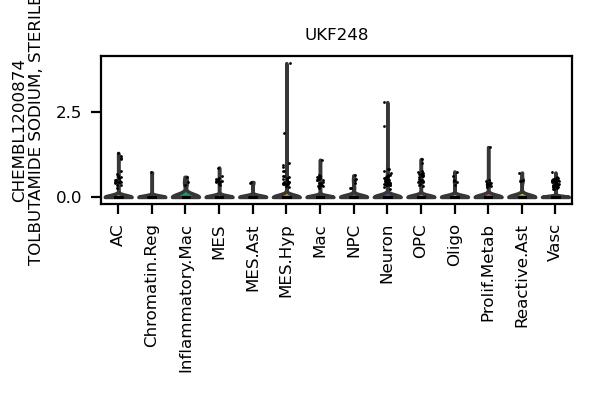 UKF248
CHEMBL1200874
TOLBUTAMIDE SODIUM, STERILE
2.5
0.0
AC
Chromatin.Reg
Inflammatory.Mac
MES
MES.Ast
MES.Hyp
Mac
NPC
Neuron
OPC
Oligo
Prolif.Metab
Reactive.Ast
Vasc